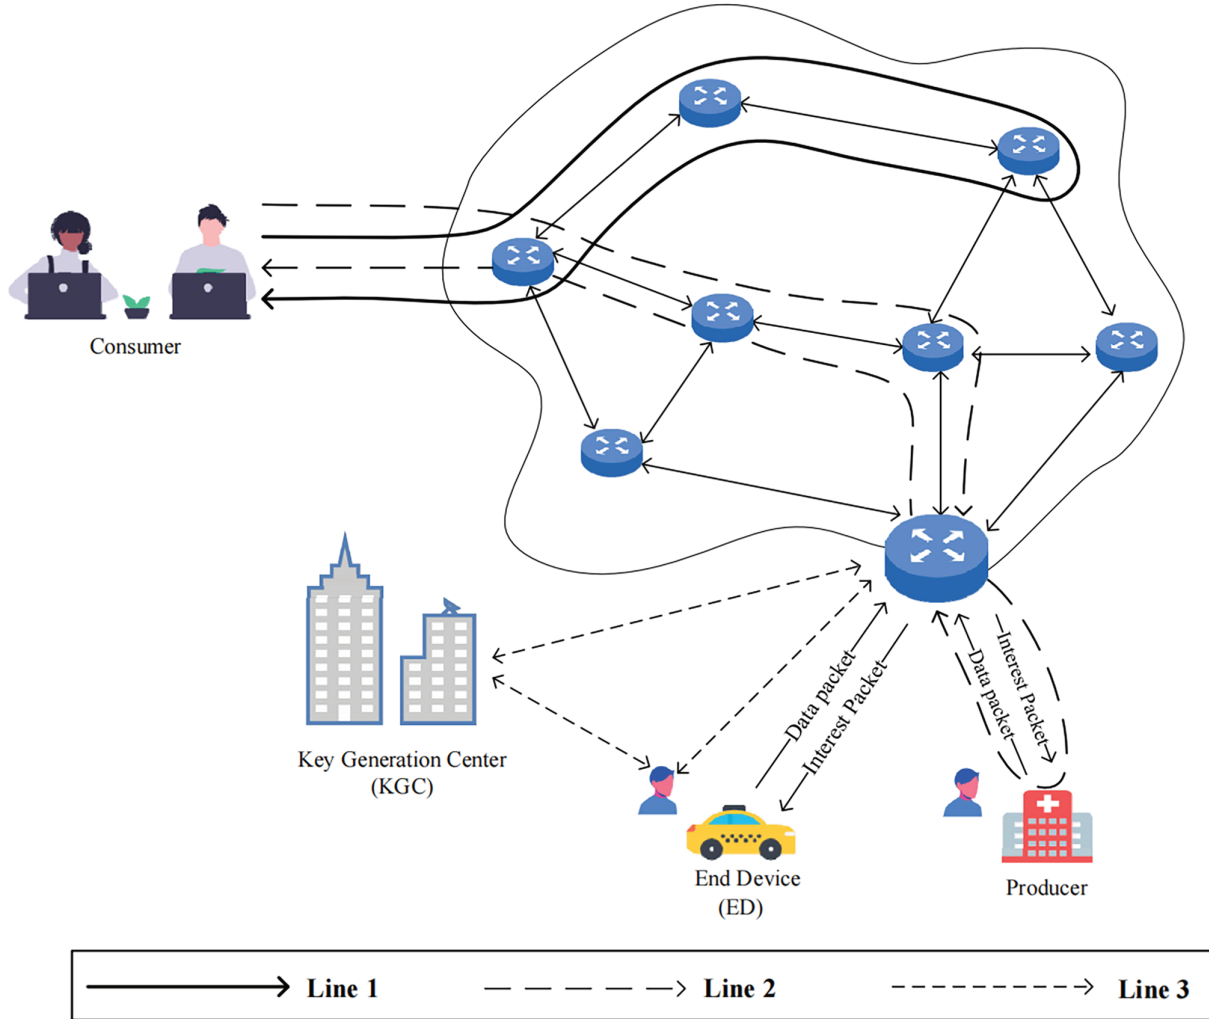 Consumer
Key Generation Center
(KGC)
Data packet
Interest Packet
Interest Packet
Data packet
End Device
(ED)
Producer
Line 1
Line 2
Line 3